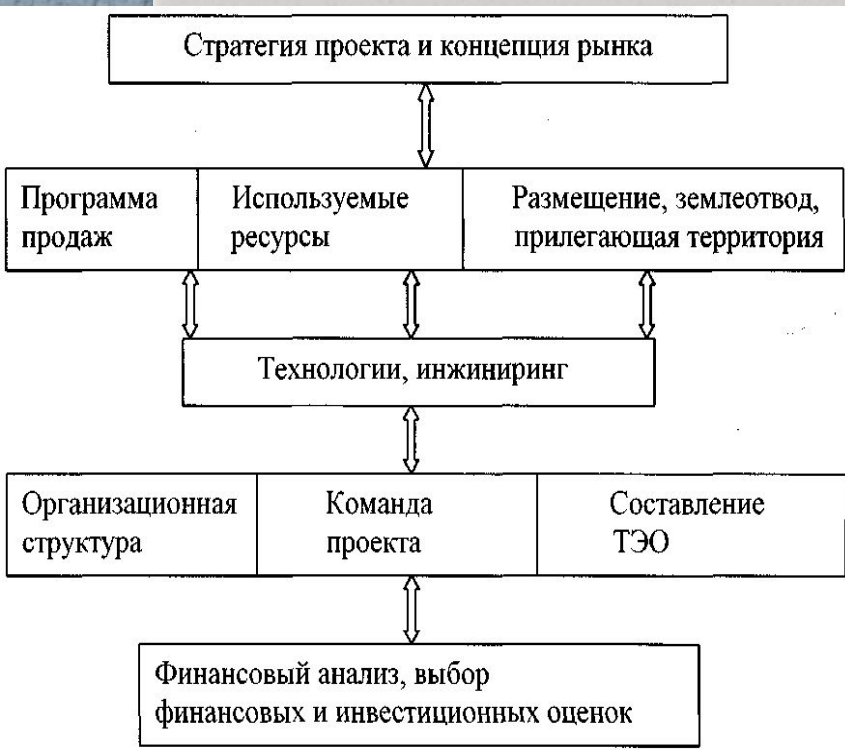 Стратегия проекта и концепция рынка
Программа
продаж
Используемые
ресурсы
Размещение, землеотвод,
прилегающая территория
Технологии, инжиниринг
Организационная
структура
Команда
проекта
Составление
ТЭО
Финансовый анализ, выбор
финансовых и инвестиционных оценок